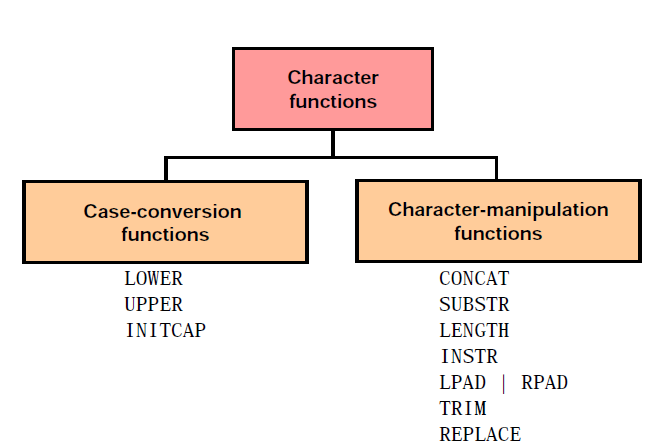 Character
functions
Case-conversion
functions
LOWER
UPPER
INITCAP
Character-manipulation
functions
CONCAT
SUBSTR
LENGTH
INSTR
LPAD | RPAD
TRIM
REPLACE